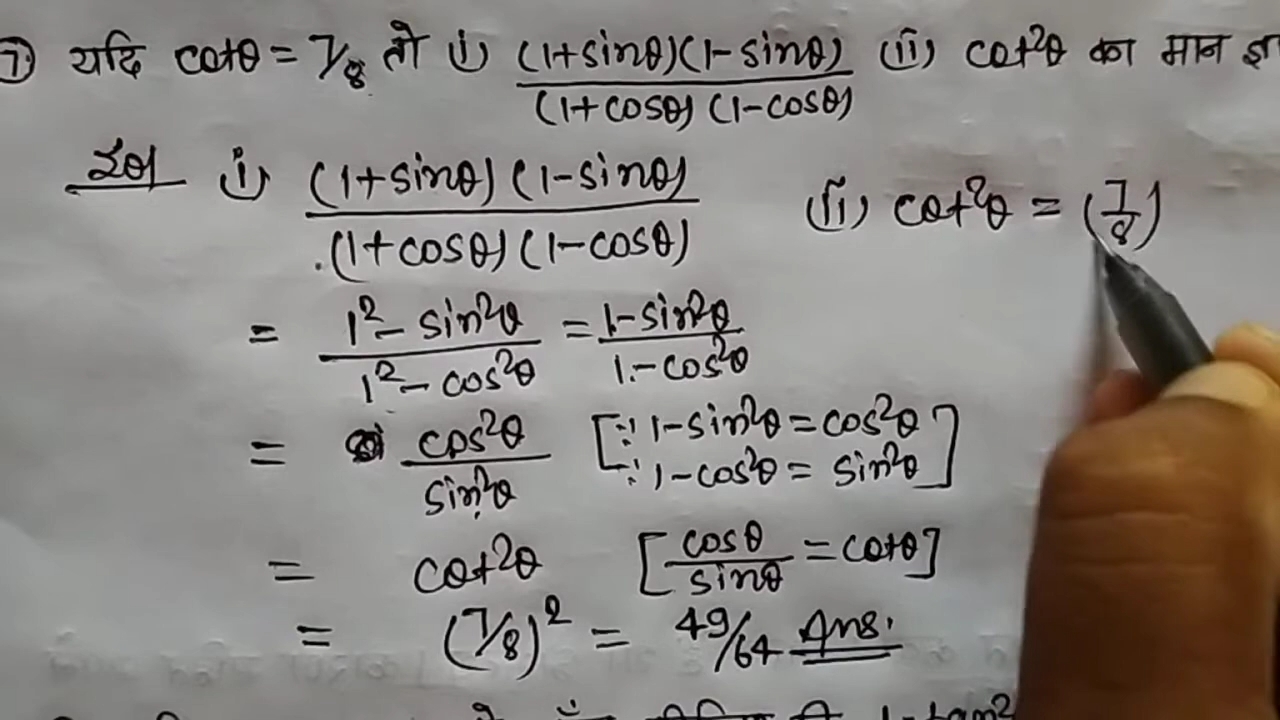 7) यदि cotθ = 7/8 तो i) (1+sinθ)(1-sinθ)/(1+cosθ)(1-cosθ) (ii) cot²θ का मान
हल i) (1+sinθ)(1-sinθ)/(1+cosθ)(1-cosθ)
(ii) cot²θ = (7/8)
= 1²- sin²θ/1²- cos²θ = 1-sin²θ/1-cos²θ
= cos²θ/sin²θ [∵ 1-sin²θ = cos²θ
∵ 1-cos²θ = sin²θ]
= cot²θ [cosθ/sinθ = cotθ]
= (7/8)² = 49/64 Ans.